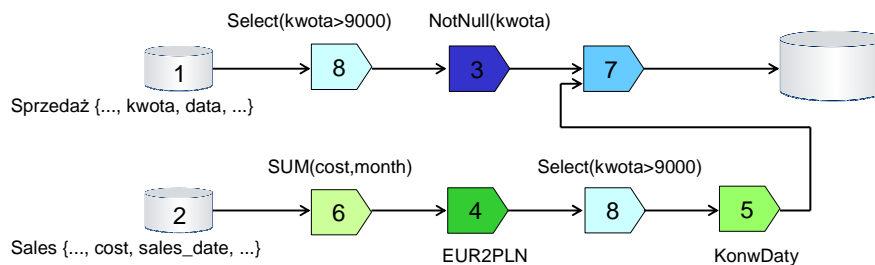 Select(kwota>9000) NotNull(kwota)
1 8 3 7
Sprzedaż {..., kwota, data, ...}
SUM(cost,month) Select(kwota>9000)
2 6 4 8 5
Sales {..., cost, sales_date, ...} EUR2PLN KonwDaty